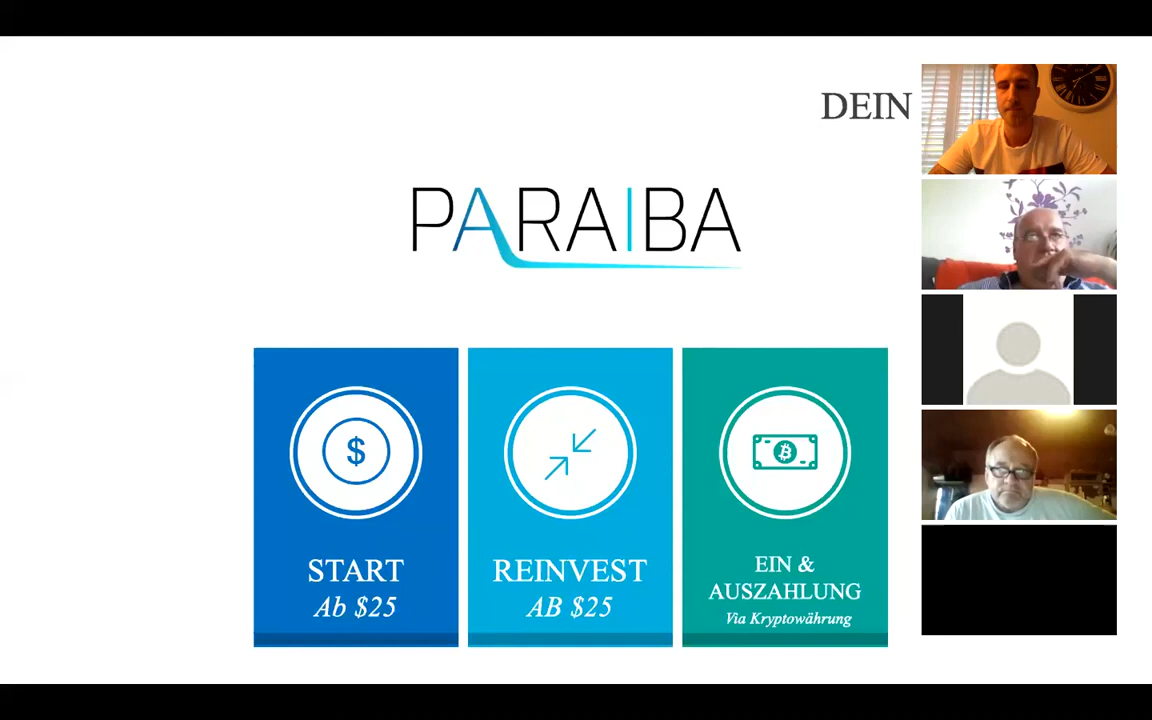 DEIN
PARAIBA
START
Ab $25
REINVEST
AB $25
EIN &
AUSZAHLUNG
Via Kryptowährung